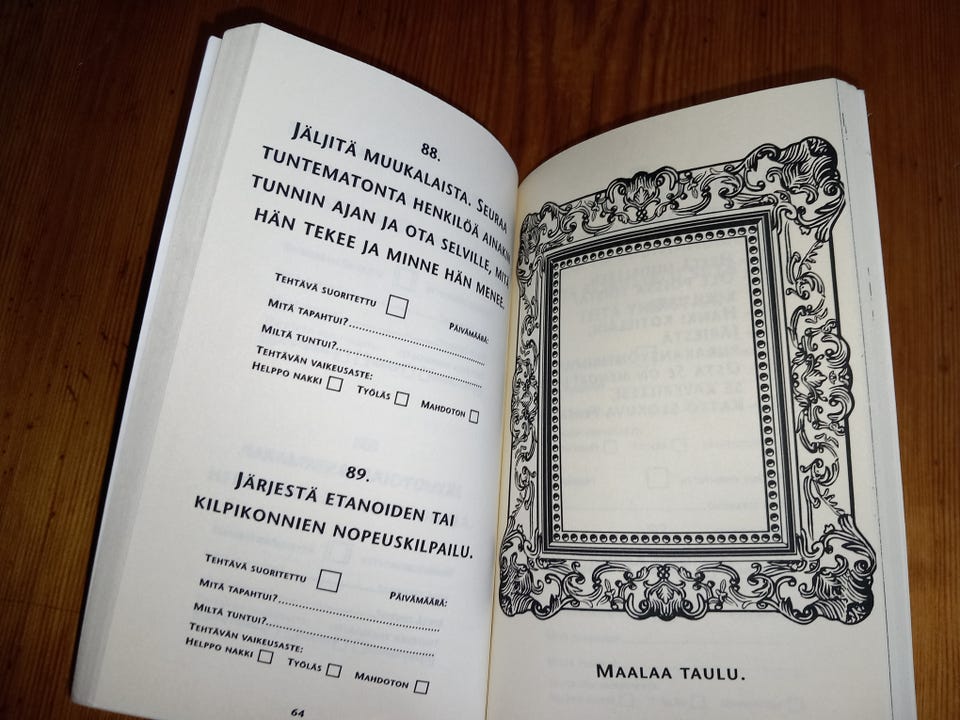 88.
Jäljitä muukalaista. Seuraa
tuntematonta henkilöä ainakin
tunnin ajan ja ota selville, mitä
hän tekee ja minne hän menee.
Tehtävä suoritettu
Päivämäärä:
Mitä tapahtui?
Miltä tuntui?
Tehtävän vaikeusaste:
Helppo nakki Työläs Mahdoton
89.
Järjestä etanoiden tai
kilpikonnien nopeuskilpailu.
Tehtävä suoritettu
Päivämäärä:
Mitä tapahtui?
Miltä tuntui?
Tehtävän vaikeusaste:
Helppo nakki Työläs Mahdoton
64
Maalaa taulu.